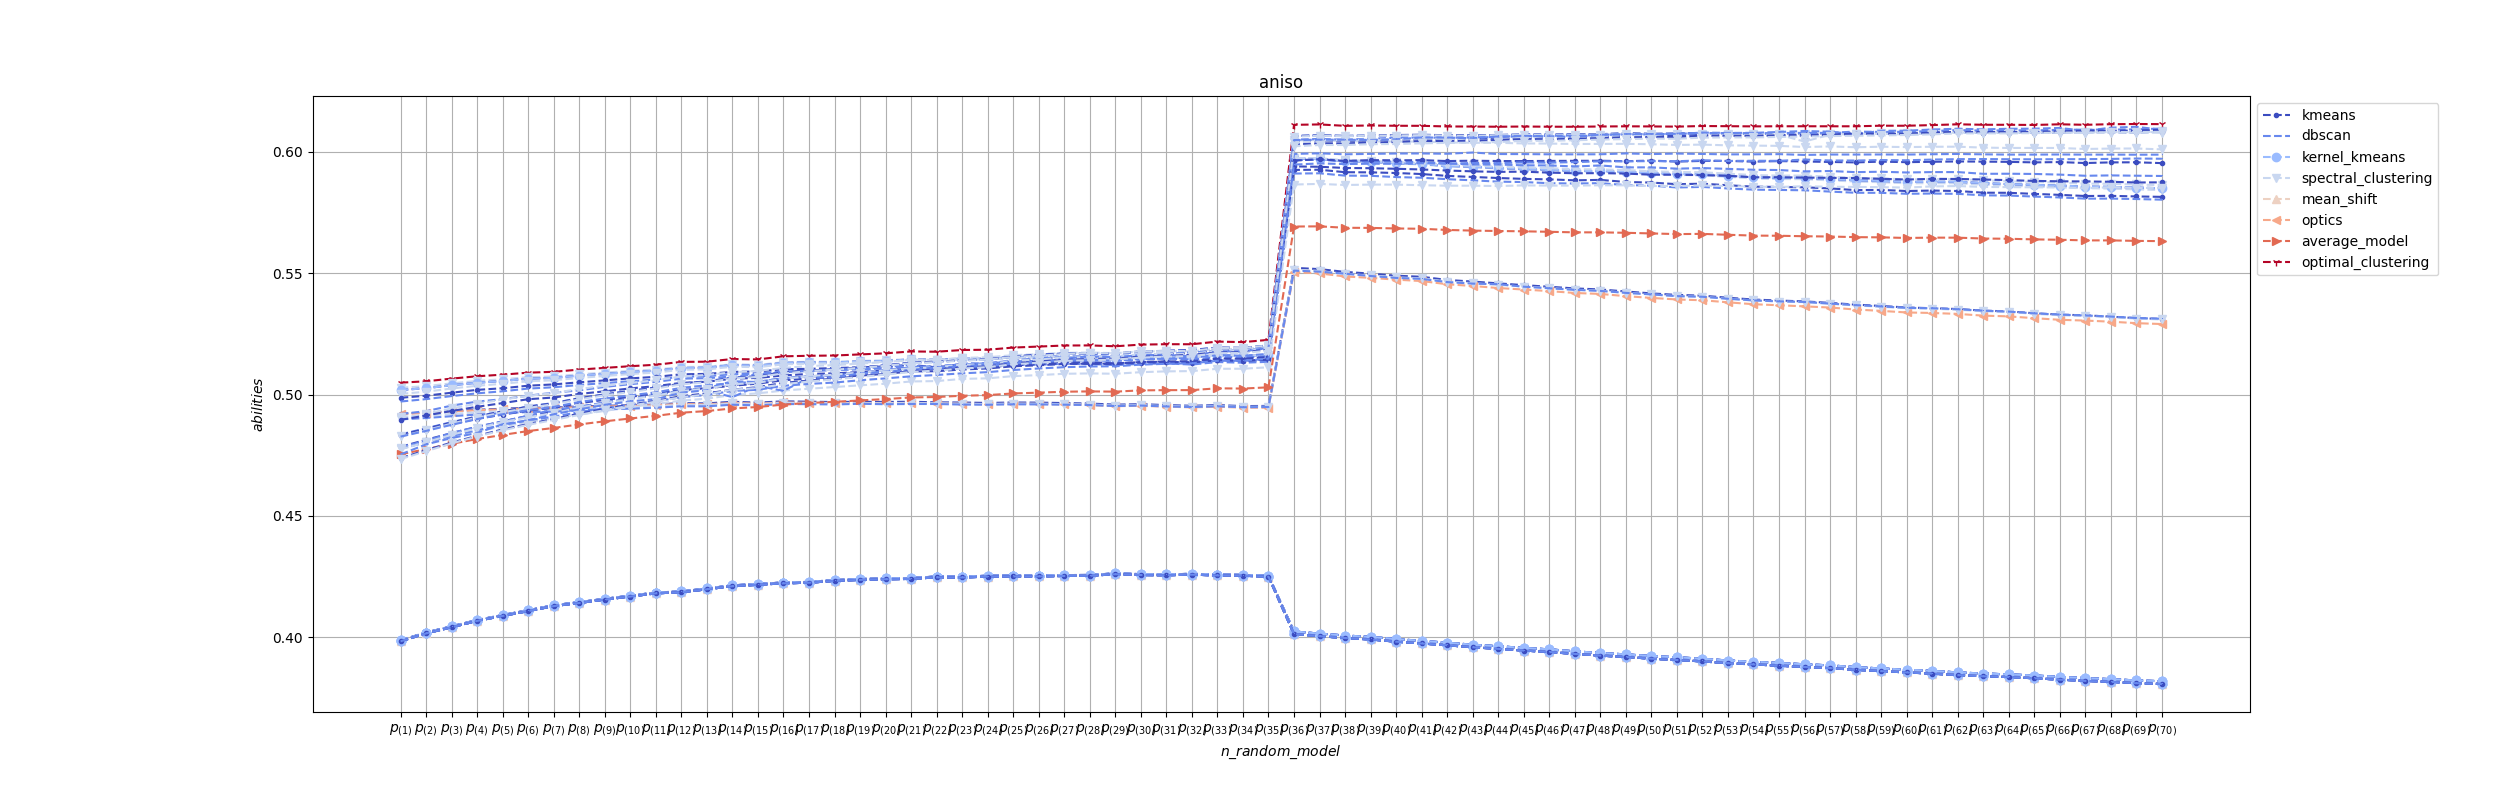 aniso
kmeans
dbscan
kernel_kmeans
spectral_clustering
mean_shift
optics
average_model
optimal_clustering
0.60
0.55
0.50
0.45
0.40
abbilities
p(1) p(2) p(3) p(4) p(5) p(6) p(7) p(8) p(9) p(10) p(11) p(12) p(13) p(14) p(15) p(16) p(17) p(18) p(19) p(20) p(21) p(22) p(23) p(24) p(25) p(26) p(27) p(28) p(29) p(30) p(31) p(32) p(33) p(34) p(35) p(36) p(37) p(38) p(39) p(40) p(41) p(42) p(43) p(44) p(45) p(46) p(47) p(48) p(49) p(50) p(51) p(52) p(53) p(54) p(55) p(56) p(57) p(58) p(59) p(60) p(61) p(62) p(63) p(64) p(65) p(66) p(67) p(68) p(69) p(70)
n_random_model